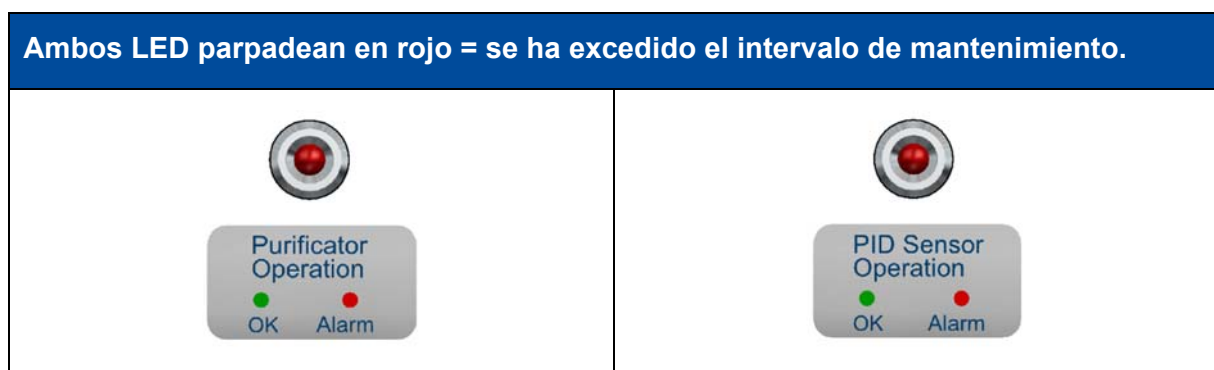 Ambos LED parpadean en rojo = se ha excedido el intervalo de mantenimiento.
Purificator
Operation
OK Alarm
PID Sensor
Operation
OK Alarm